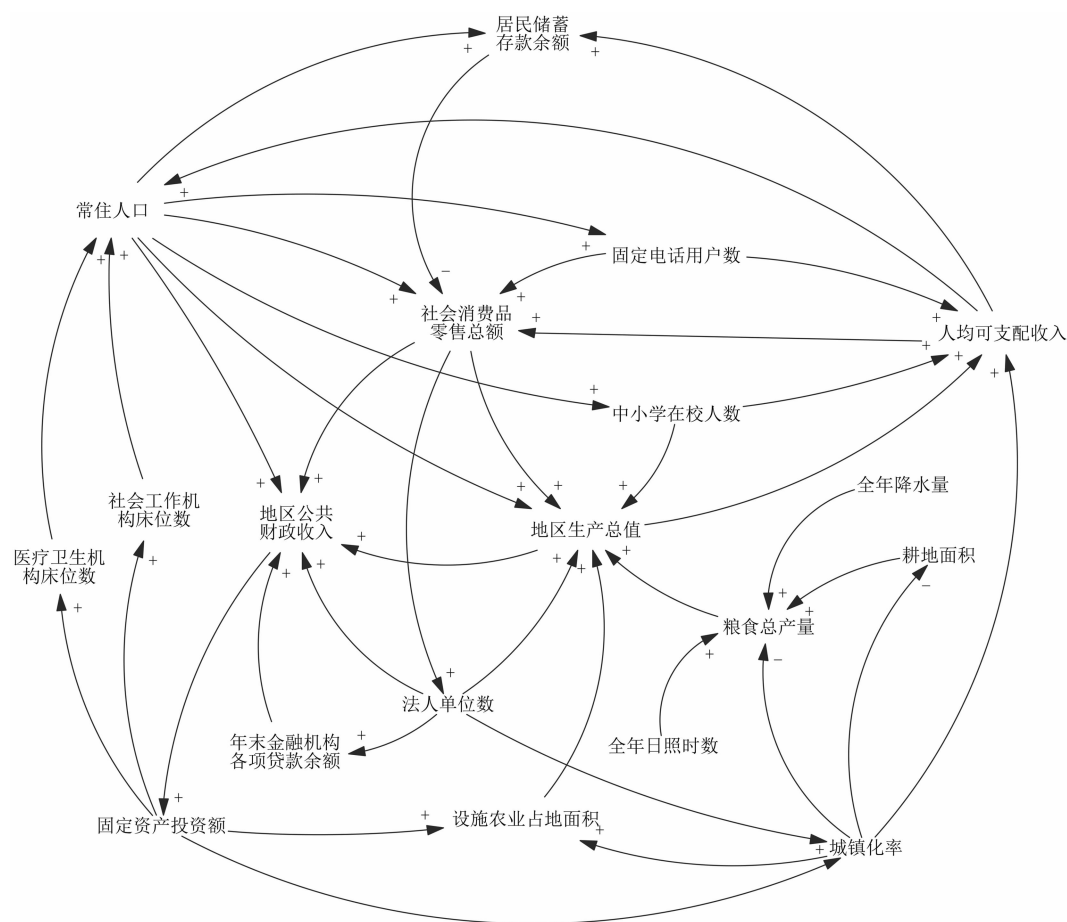 居民储蓄
存款余额
常住人口
固定电话用户数
社会消费品
零售总额
人均可支配收入
中小学在校人数
全年降水量
社会工作机
构床位数
地区公共
财政收入
地区生产总值
医疗卫生机
构床位数
耕地面积
粮食总产量
法人单位数
年末金融机构
各项贷款余额
全年日照时数
固定资产投资额
设施农业占地面积
城镇化率